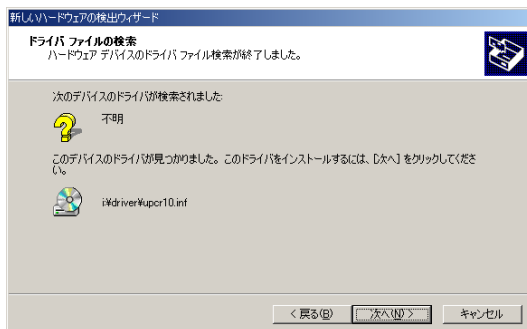 新しいハードウェアの検出ウィザード
ドライバ ファイルの検索
ハードウェア デバイスのドライバ ファイル検索が終了しました。
次のデバイスのドライバが検索されました:
不明
このデバイスのドライバが見つかりました。このドライバをインストールするには、[次へ] をクリックしてくださ
い。
i:¥driver¥upcr10.inf
< 戻る(B)
次へ(N) >
キャンセル